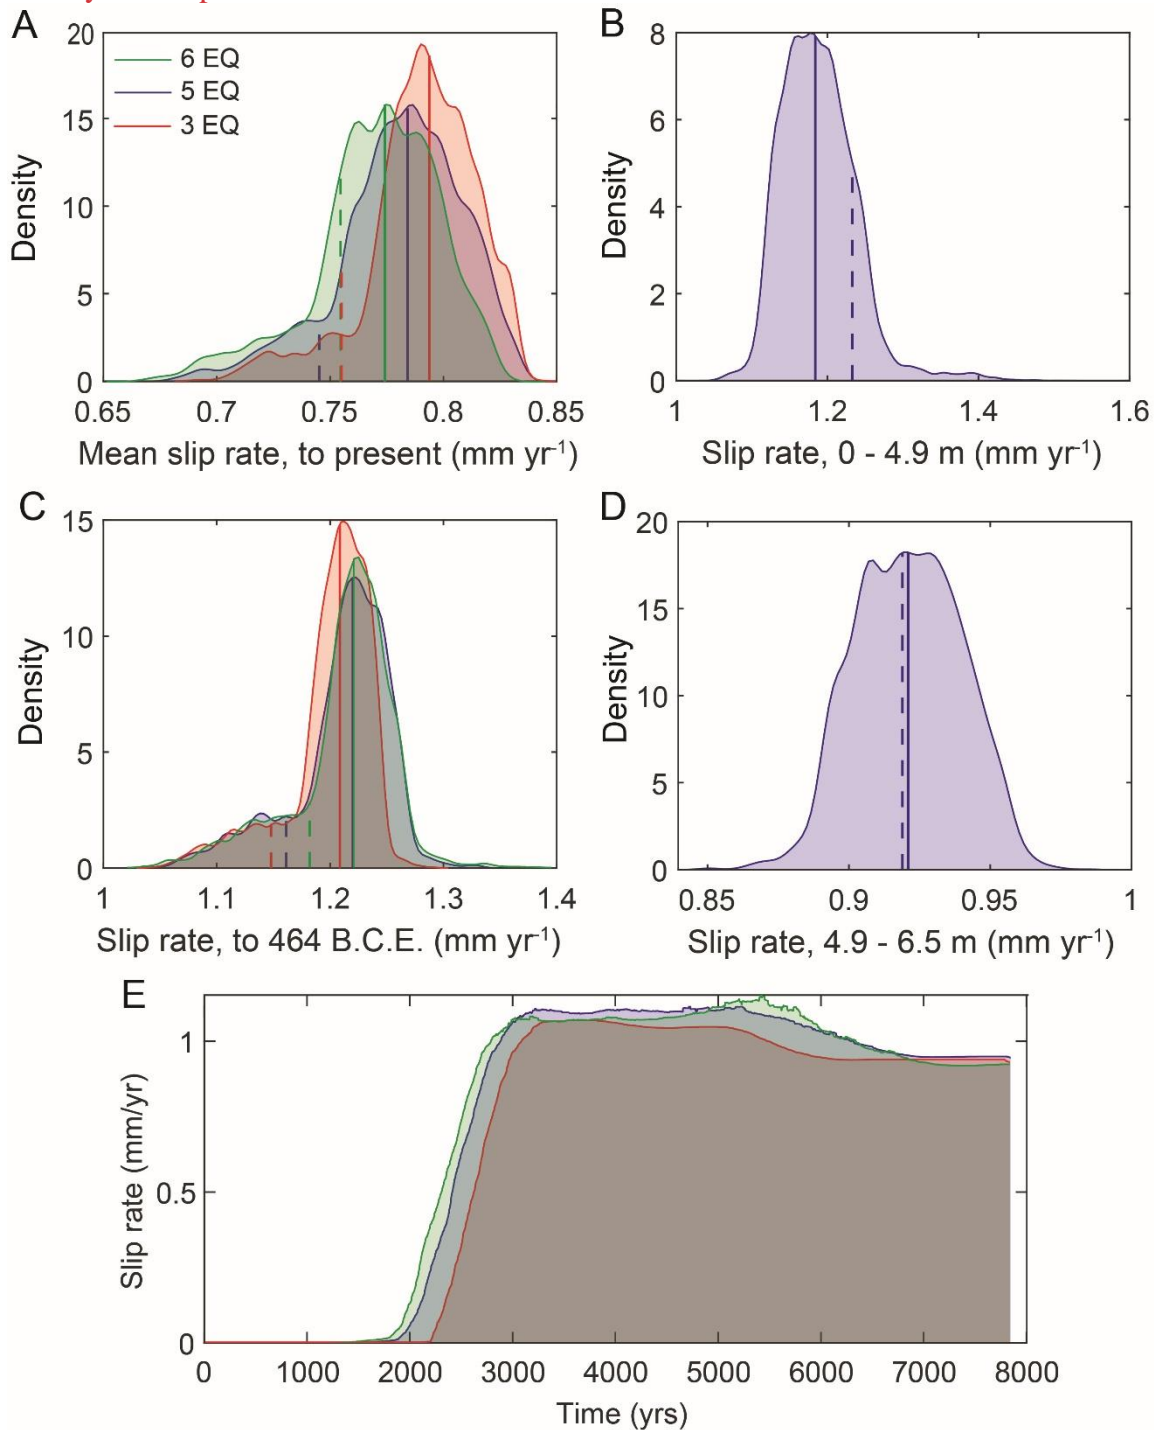 A
20
15
10
5
0
Density
6 EQ
5 EQ
3 EQ
0.65 0.7 0.75 0.8 0.85
Mean slip rate, to present (mm yr⁻¹)
B
8
6
4
2
0
Density
1 1.2 1.4 1.6
Slip rate, 0 - 4.9 m (mm yr⁻¹)
C
15
10
5
0
Density
1 1.1 1.2 1.3 1.4
Slip rate, to 464 B.C.E. (mm yr⁻¹)
D
20
15
10
5
0
Density
0.85 0.9 0.95 1
Slip rate, 4.9 - 6.5 m (mm yr⁻¹)
E
1
0.5
0
Slip rate (mm/yr)
0 1000 2000 3000 4000 5000 6000 7000 8000
Time (yrs)